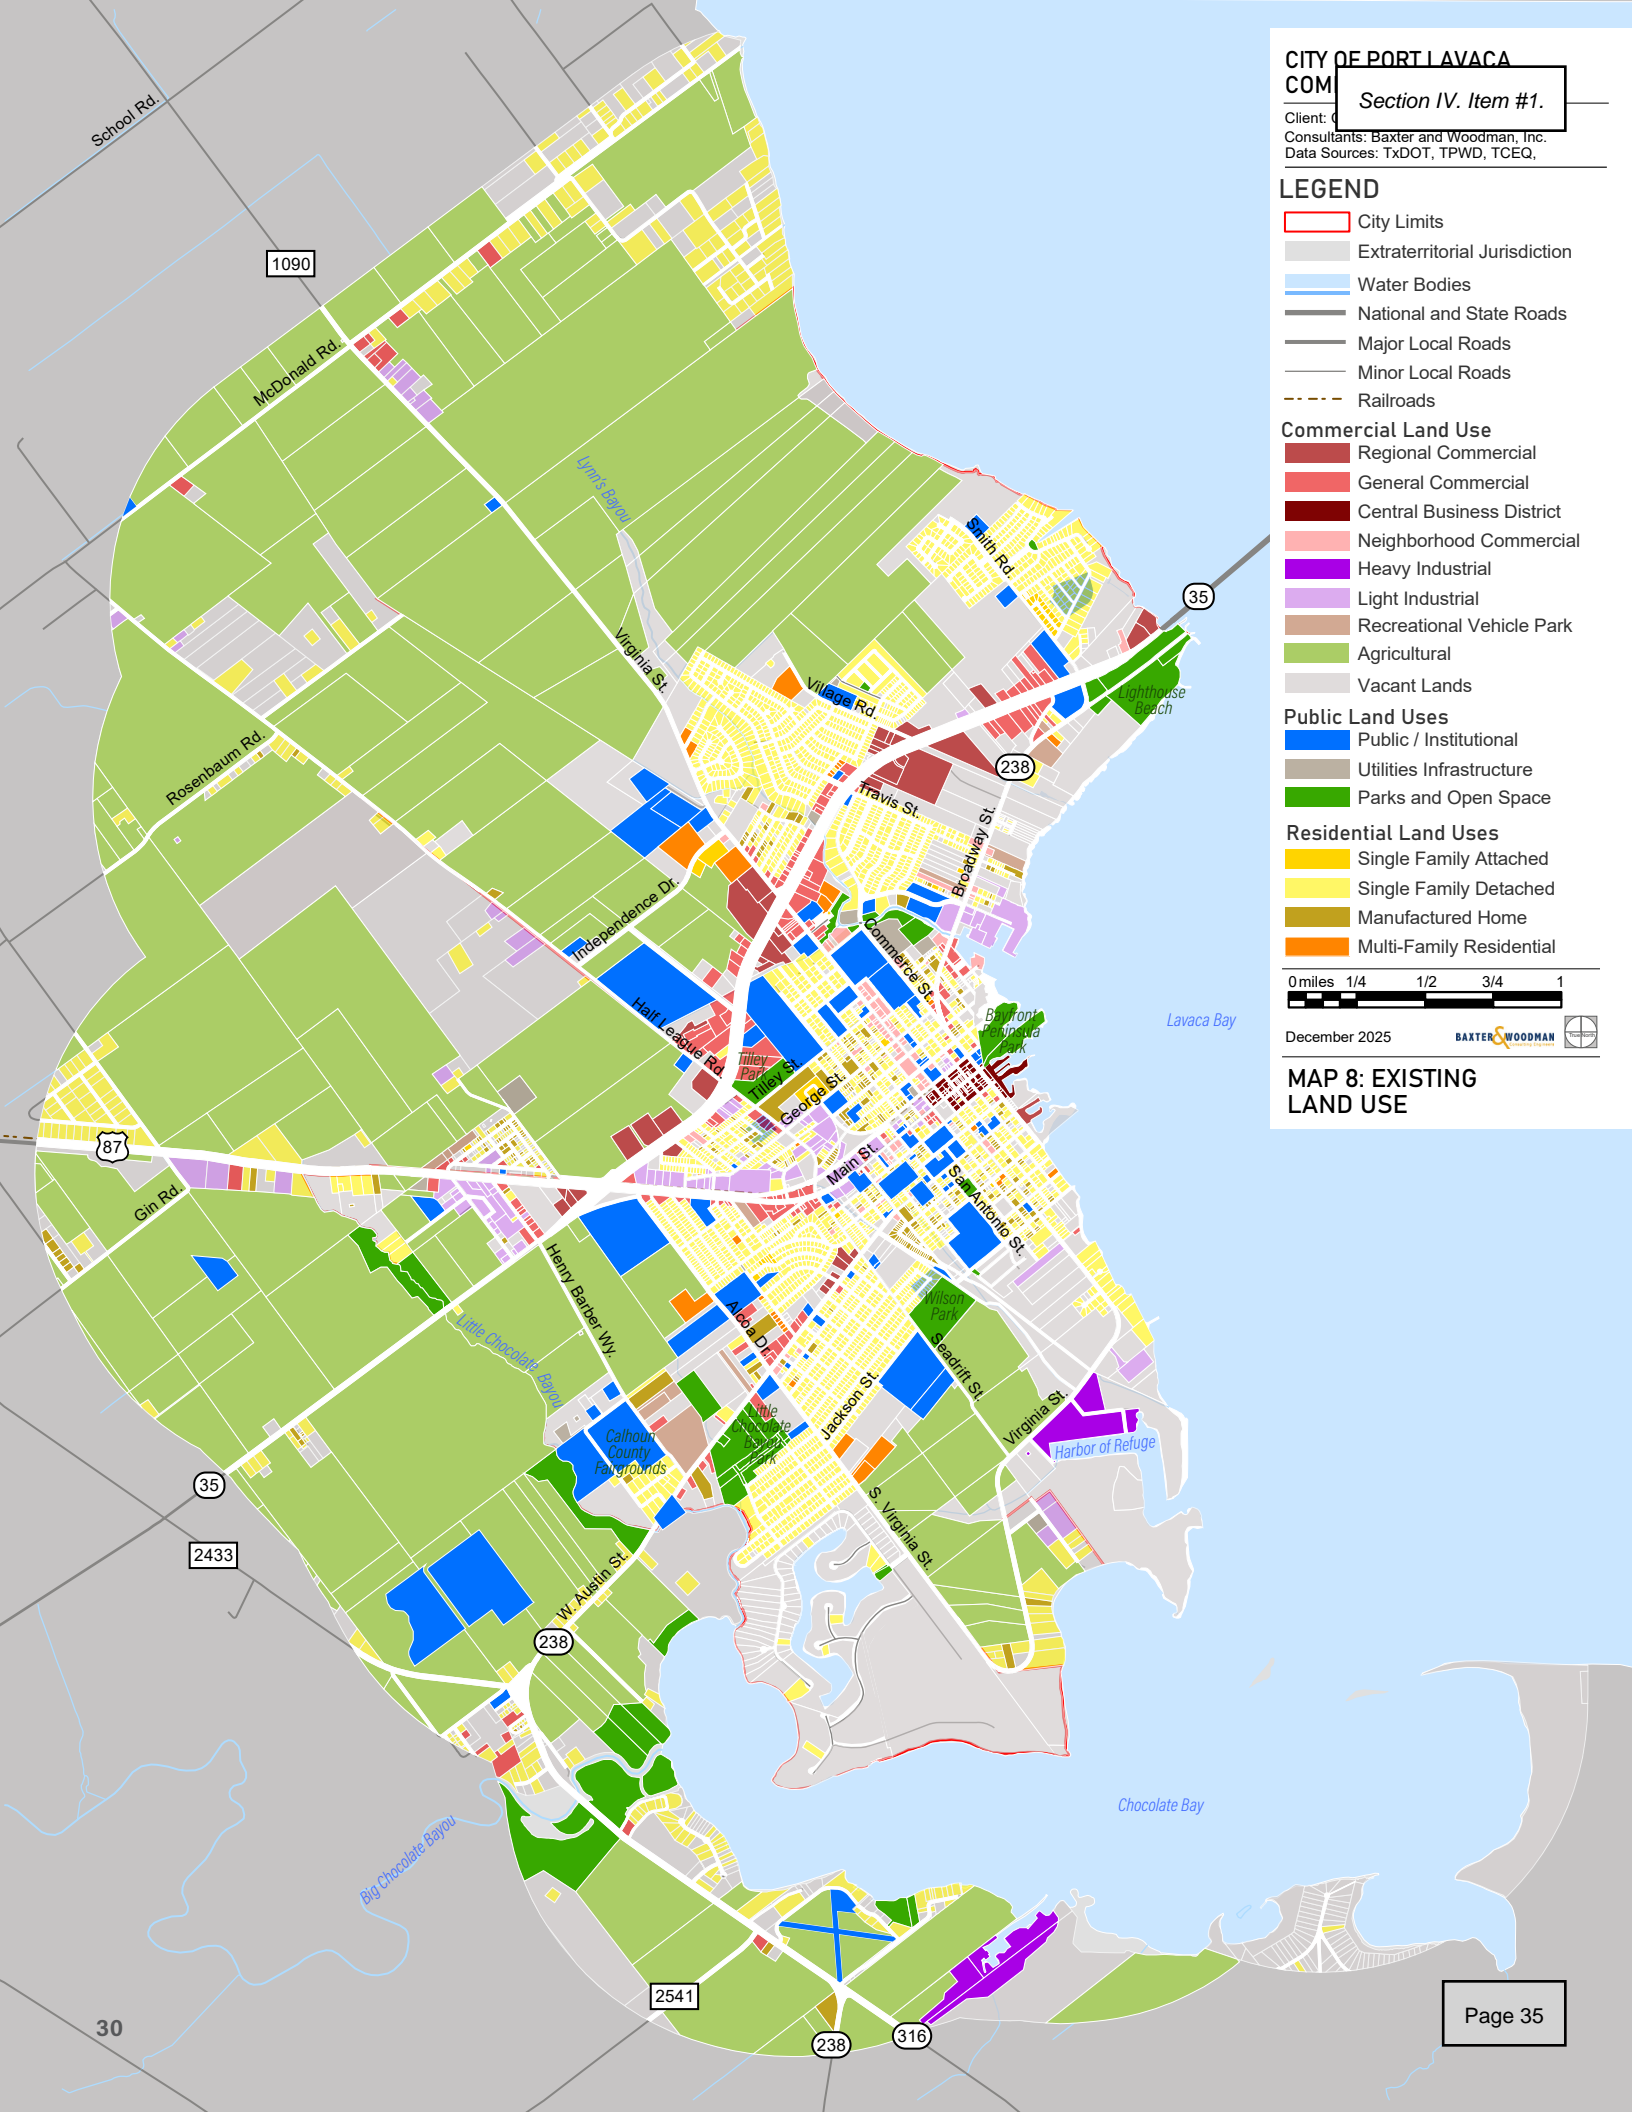 CITY OF PORT LAVACA
COM
Section IV. Item #1.
Client:
Consultants: Baxter and Woodman, Inc.
Data Sources: TxDOT, TPWD, TCEQ,
LEGEND
City Limits
Extraterritorial Jurisdiction
Water Bodies
National and State Roads
Major Local Roads
Minor Local Roads
Railroads
Commercial Land Use
Regional Commercial
General Commercial
Central Business District
Neighborhood Commercial
Heavy Industrial
Light Industrial
Recreational Vehicle Park
Agricultural
Vacant Lands
Public Land Uses
Public / Institutional
Utilities Infrastructure
Parks and Open Space
Residential Land Uses
Single Family Attached
Single Family Detached
Manufactured Home
Multi-Family Residential
0 miles 1/4 1/2 3/4 1
December 2025
BAXTER & WOODMAN
Consulting Engineers
True North
MAP 8: EXISTING
LAND USE
School Rd.
1090
McDonald Rd.
Lynn's Bayou
Smith Rd.
35
Virginia St.
Village Rd.
Lighthouse
Beach
238
Rosenbaum Rd.
Travis St.
Broadway St.
Independence Dr.
Commerce St.
Half League Rd.
Bayfront
Peninsula
Park
Lavaca Bay
Tilley
Park
Tilley St.
George St.
87
Main St.
Gin Rd.
San Antonio St.
Henry Barber Wy.
Little Chocolate Bayou
Wilson
Park
Alcoa Dr.
Seadrift St.
Jackson St.
Virginia St.
Harbor of Refuge
Little
Chocolate
Bayou
Park
Calhoun
County
Fairgrounds
35
S. Virginia St.
2433
W. Austin St.
238
Chocolate Bay
Big Chocolate Bayou
2541
238
316
30
Page 35